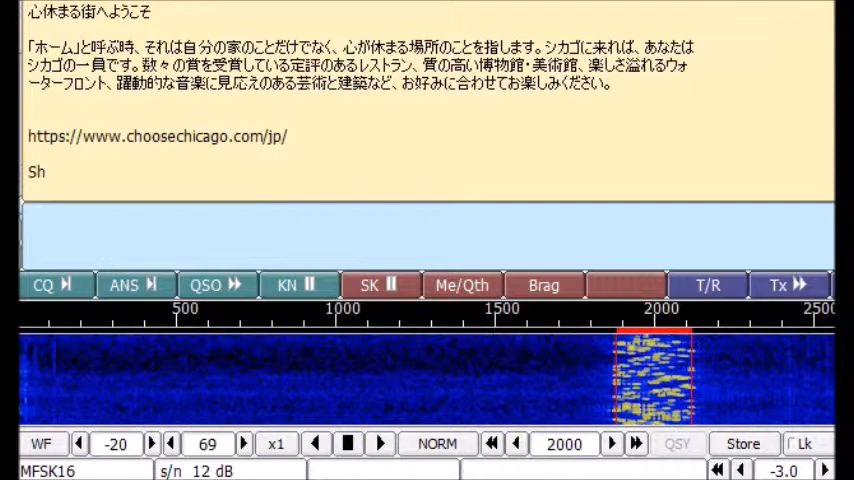 心休まる街へようこそ
「ホーム」と呼ぶ時、それは自分の家のことだけでなく、心が休まる場所のことを指します。シカゴに来れば、あなたは
シカゴの一員です。数々の賞を受賞している定評のあるレストラン、質の高い博物館・美術館、楽しさ溢れるウォ
ーターフロント、躍動的な音楽に見応えのある芸術と建築など、お好みに合わせてお楽しみください。
https://www.choosechicago.com/jp/
Sh
CQ ANS QSO KN SK Me/Qth Brag T/R Tx
500 1000 1500 2000 2500
WF -20 69 x1 NORM 2000 QSY Store Lk
MFSK16 s/n 12 dB -3.0